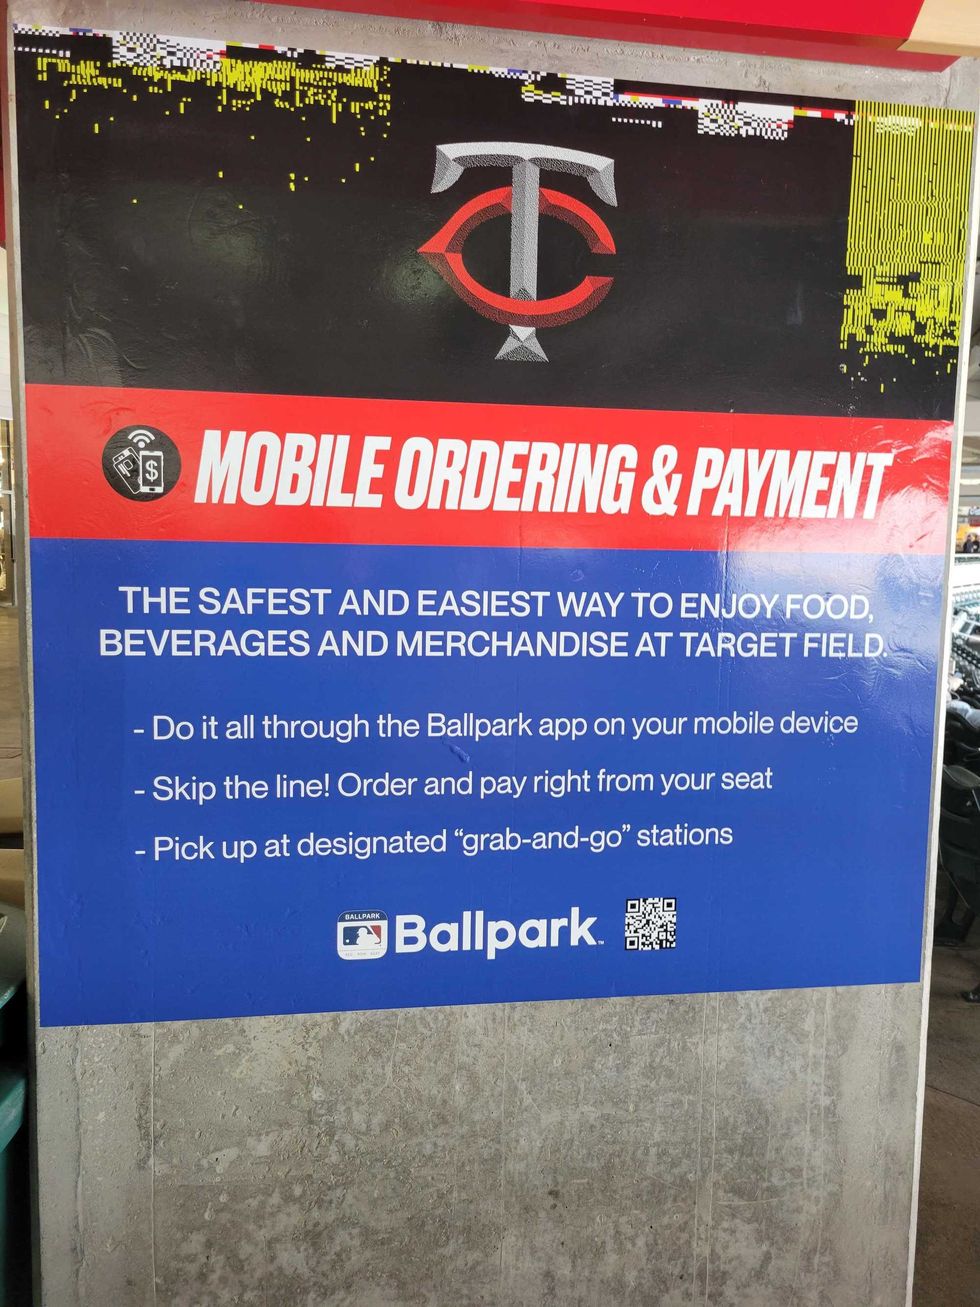 TC
MOBILE ORDERING & PAYMENT
THE SAFEST AND EASIEST WAY TO ENJOY FOOD,
BEVERAGES AND MERCHANDISE AT TARGET FIELD.
- Do it all through the Ballpark app on your mobile device
- Skip the line! Order and pay right from your seat
- Pick up at designated “grab-and-go” stations
BALLPARK
Ballpark™